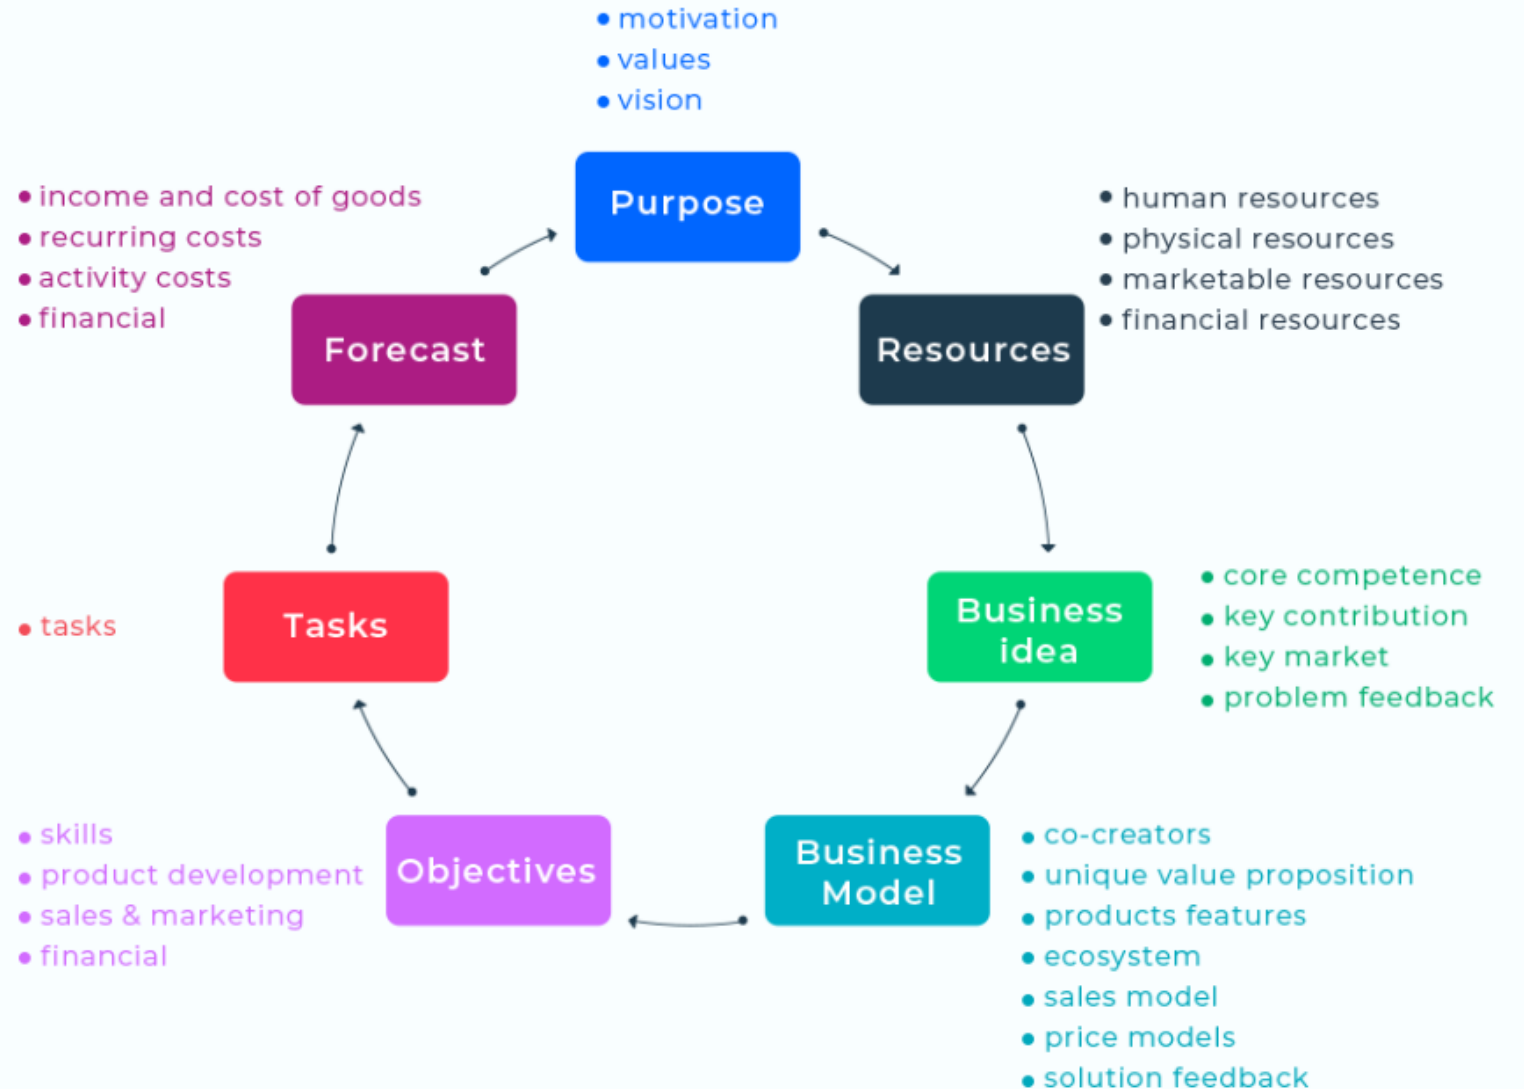 • motivation
• values
• vision
Purpose
• human resources
• physical resources
• marketable resources
• financial resources
Resources
• core competence
• key contribution
• key market
• problem feedback
Business
idea
• co-creators
• unique value proposition
• products features
• ecosystem
• sales model
• price models
• solution feedback
Business
Model
• skills
• product development
• sales & marketing
• financial
Objectives
• tasks
Tasks
• income and cost of goods
• recurring costs
• activity costs
• financial
Forecast